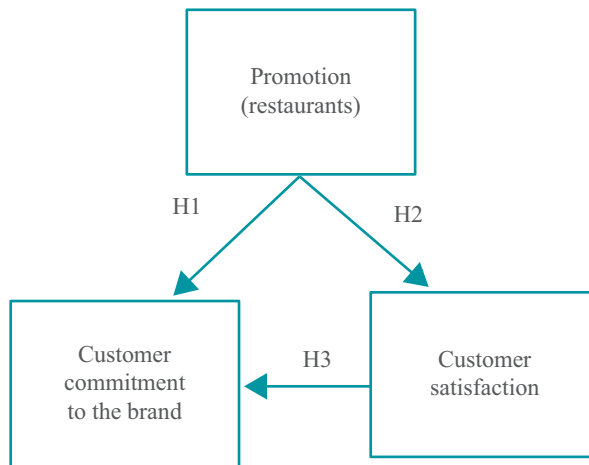 Promotion
(restaurants)
H1
H2
Customer
commitment
to the brand
H3
Customer
satisfaction